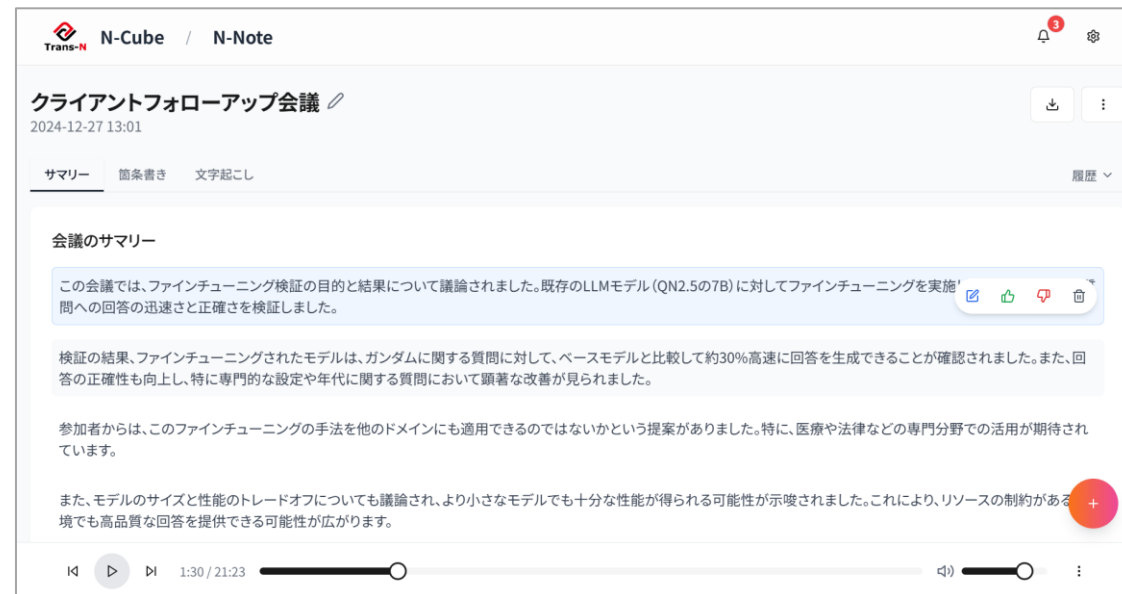 Trans-N N-Cube / N-Note 3
クライアントフォローアップ会議
2024-12-27 13:01
サマリー 箇条書き 文字起こし 履歴
会議のサマリー
この会議では、ファインチューニング検証の目的と結果について議論されました。既存のLLMモデル（QN2.5の7B）に対してファインチューニングを実施
問への回答の迅速さと正確さを検証しました。
検証の結果、ファインチューニングされたモデルは、ガンダムに関する質問に対して、ベースモデルと比較して約30%高速に回答を生成できることが確認されました。また、回
答の正確性も向上し、特に専門的な設定や年代に関する質問において顕著な改善が見られました。
参加者からは、このファインチューニングの手法を他のドメインにも適用できるのではないかという提案がありました。特に、医療や法律などの専門分野での活用が期待され
ています。
また、モデルのサイズと性能のトレードオフについても議論され、より小さなモデルでも十分な性能が得られる可能性が示唆されました。これにより、リソースの制約がある
境でも高品質な回答を提供できる可能性が広がります。
1:30 / 21:23